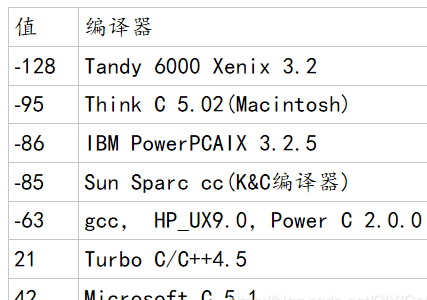 值 编译器
-128 Tandy 6000 Xenix 3.2
-95 Think C 5.02(Macintosh)
-86 IBM PowerPCAIX 3.2.5
-85 Sun Sparc cc(K&C编译器)
-63 gcc， HP_UX9.0，Power C 2.0.0
21 Turbo C/C++4.5
42 Microsoft C 5.1